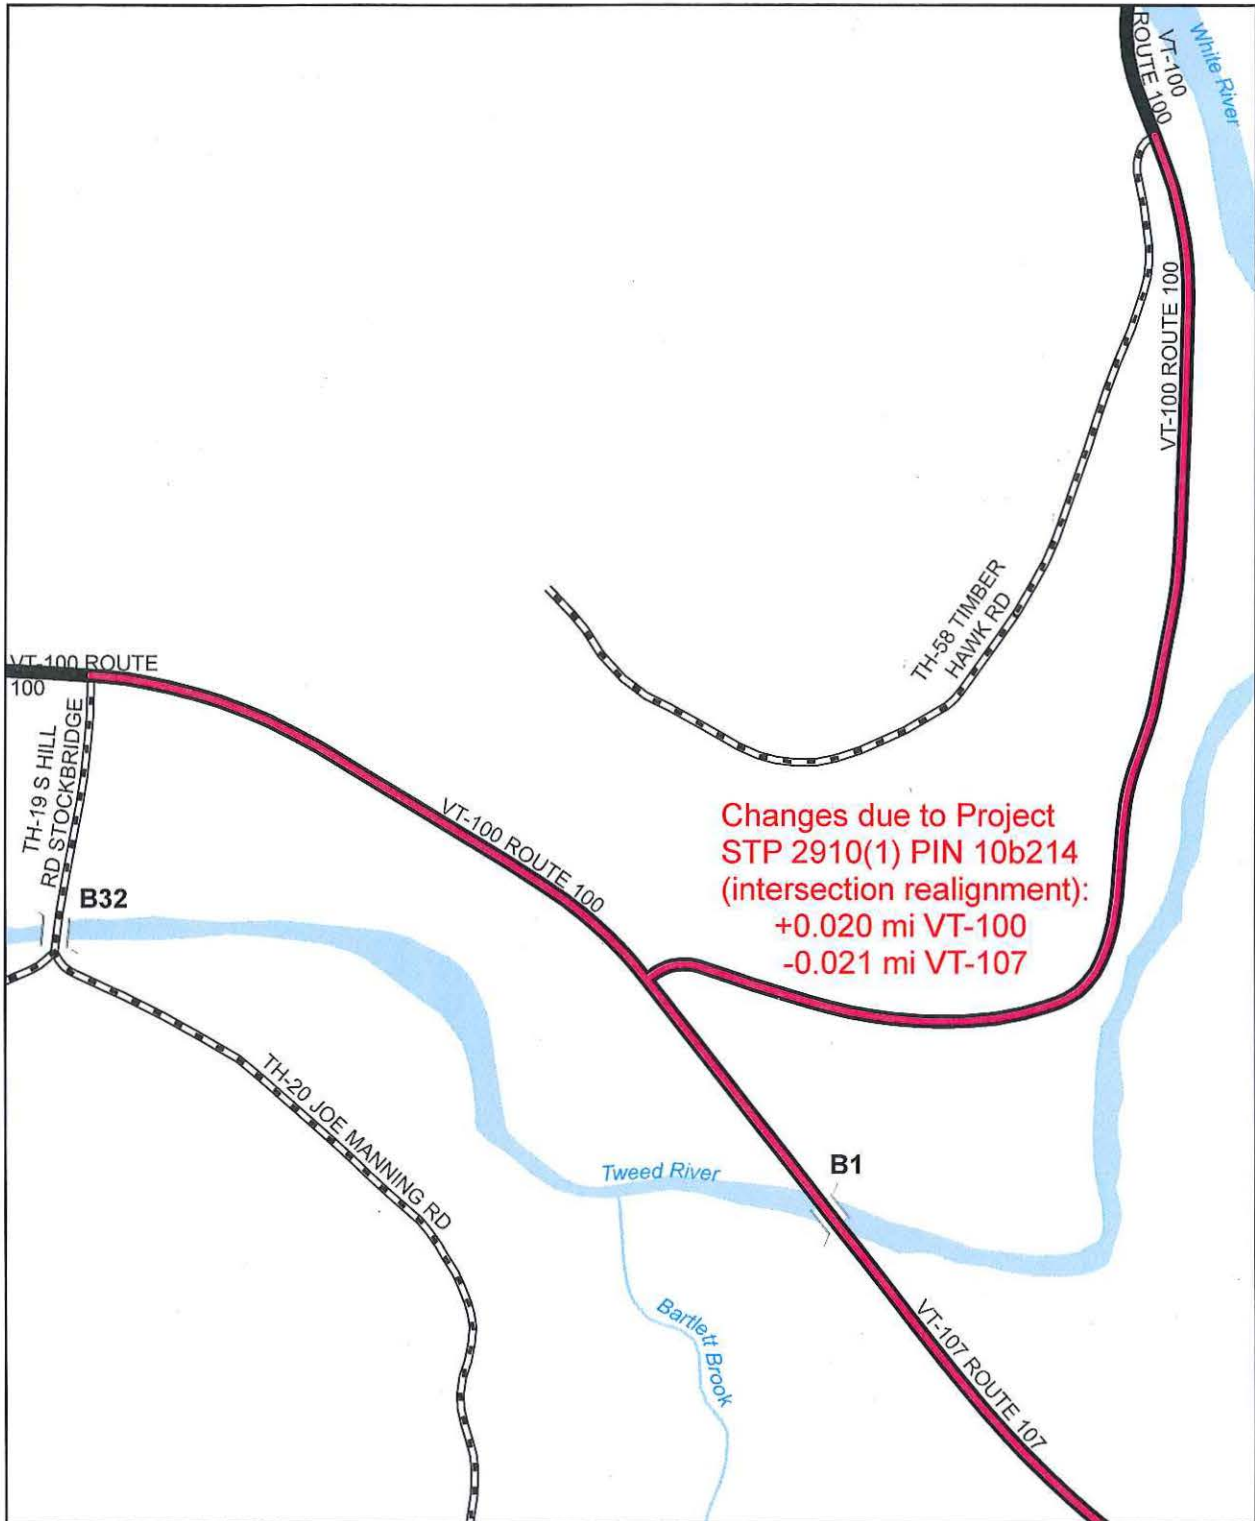 VT-100
ROUTE 100
White River
VT-100 ROUTE 100
TH-58 TIMBER
HAWK RD
VT-100 ROUTE
100
TH-19 S HILL
RD STOCKBRIDGE
VT-100 ROUTE 100
Changes due to Project
STP 2910(1) PIN 10b214
(intersection realignment):
+0.020 mi VT-100
-0.021 mi VT-107
B32
TH-20 JOE MANNING RD
Tweed River
B1
Bartlett Brook
VT-107 ROUTE 107